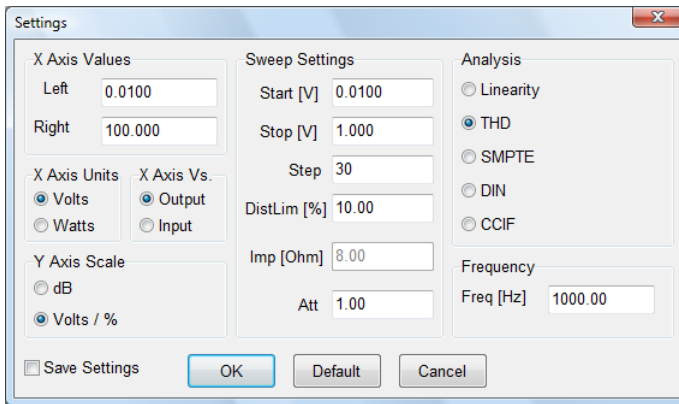 Settings
X Axis Values
Left 0.0100
Right 100.000
X Axis Units
Volts
Watts
X Axis Vs.
Output
Input
Y Axis Scale
dB
Volts / %
Sweep Settings
Start [V] 0.0100
Stop [V] 1.000
Step 30
DistLim [%] 10.00
Imp [Ohm] 8.00
Att 1.00
Analysis
Linearity
THD
SMPTE
DIN
CCIF
Frequency
Freq [Hz] 1000.00
Save Settings
OK
Default
Cancel